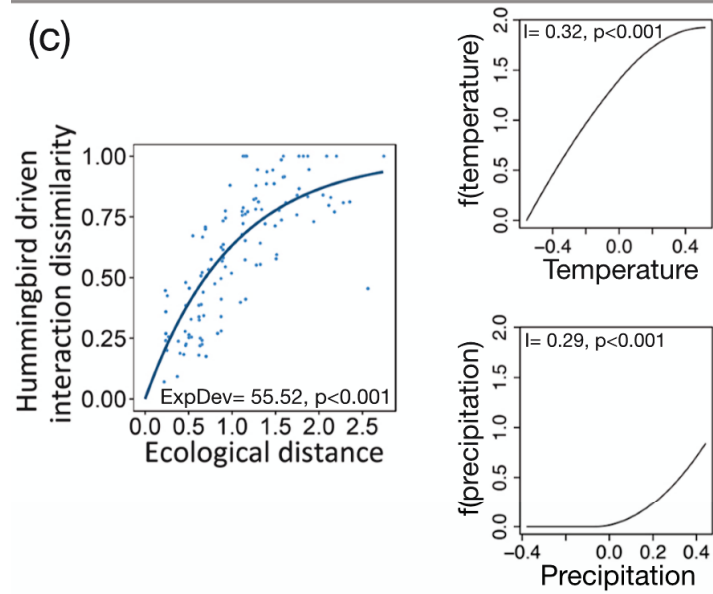 (c)
Hummingbird driven
interaction dissimilarity
1.00
0.75
0.50
0.25
0.00
ExpDev= 55.52, p<0.001
0.0 0.5 1.0 1.5 2.0 2.5
Ecological distance
f(temperature)
2.0
1.5
1.0
0.5
0.0
I= 0.32, p<0.001
−0.4 0.0 0.4
Temperature
f(precipitation)
2.0
1.5
1.0
0.5
0.0
I= 0.29, p<0.001
−0.4 0.0 0.2 0.4
Precipitation